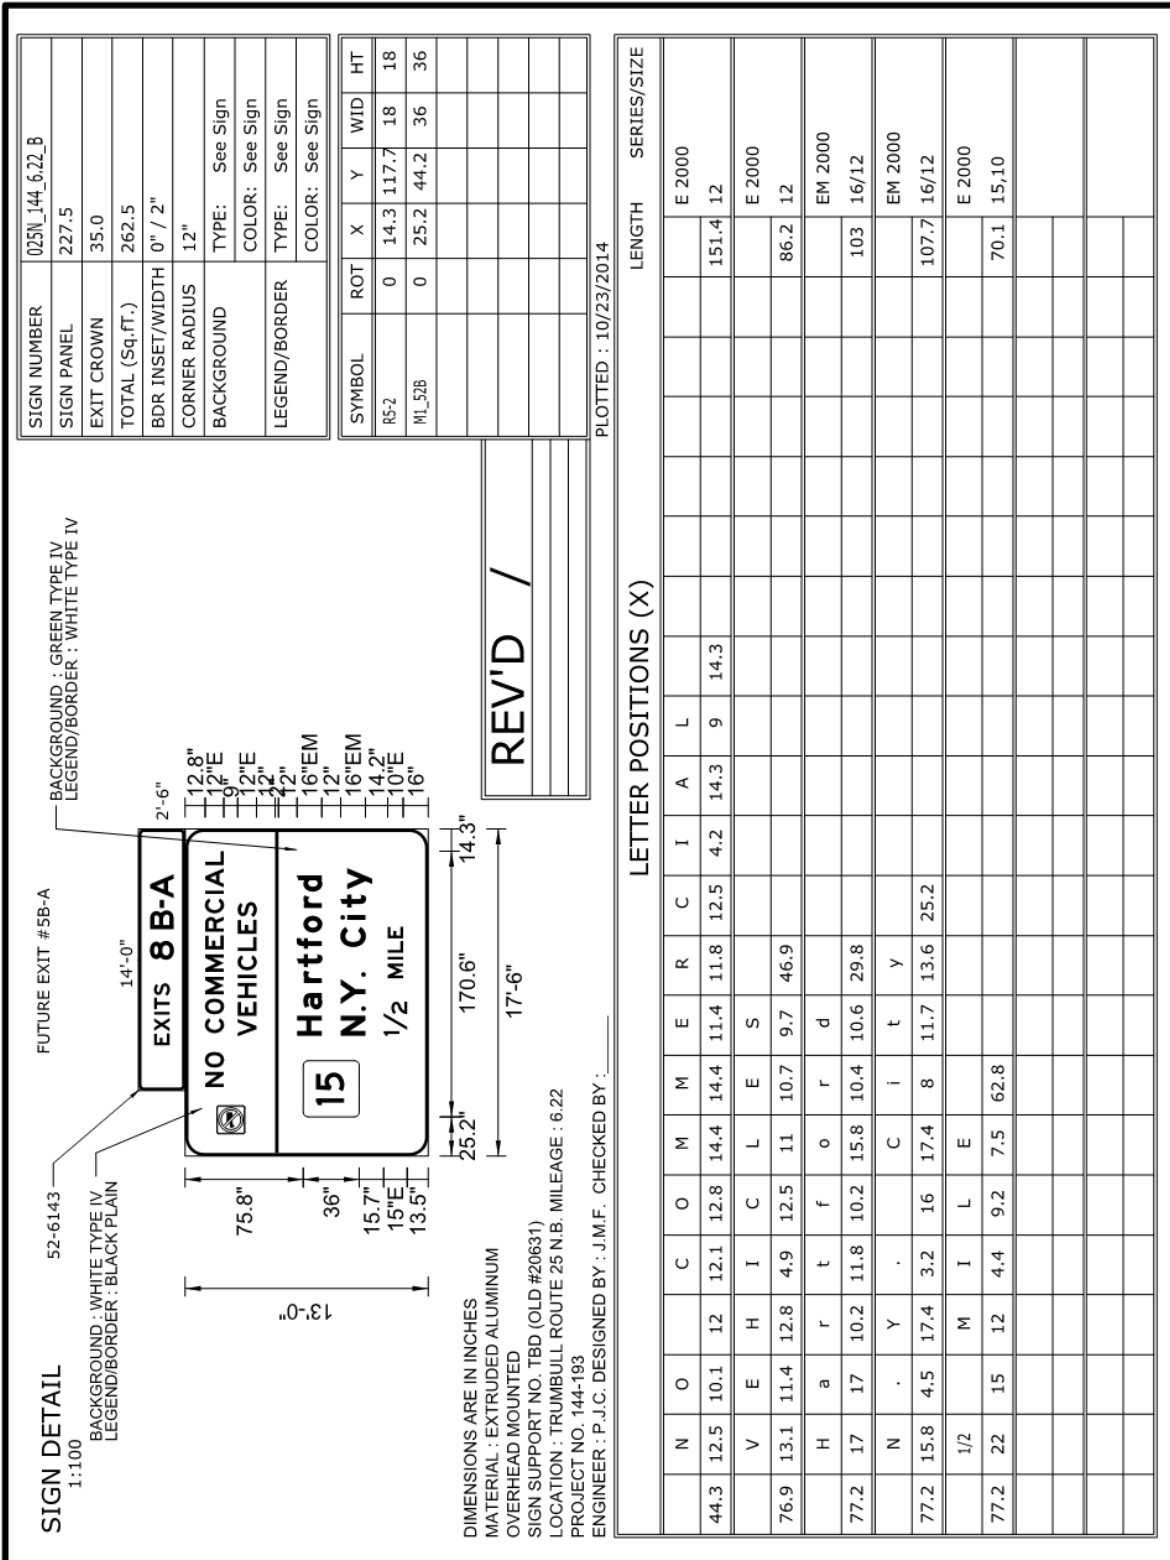 SIGN DETAIL
1:100
52-6143
FUTURE EXIT #5B-A
BACKGROUND : WHITE TYPE IV
LEGEND/BORDER : BLACK PLAIN
BACKGROUND : GREEN TYPE IV
LEGEND/BORDER : WHITE TYPE IV
14'-0"
2'-6"
EXITS 8 B-A
NO COMMERCIAL
VEHICLES
15
Hartford
N.Y. City
1/2 MILE
13'-0"
75.8"
36"
15.7"
15"E
13.5"
12.8"
12"E
9"
12"E
12"
2"
22"
16"EM
12"
16"EM
14.2"
10"E
16"
25.2" 170.6" 14.3"
17'-6"
DIMENSIONS ARE IN INCHES
MATERIAL : EXTRUDED ALUMINUM
OVERHEAD MOUNTED
SIGN SUPPORT NO. TBD (OLD #20631)
LOCATION : TRUMBULL ROUTE 25 N.B. MILEAGE : 6.22
PROJECT NO. 144-193
ENGINEER : P.J.C. DESIGNED BY : J.M.F. CHECKED BY :
REV'D /
SIGN NUMBER 025N_144_6.22_B
SIGN PANEL 227.5
EXIT CROWN 35.0
TOTAL (Sq.fT.) 262.5
BDR INSET/WIDTH 0" / 2"
CORNER RADIUS 12"
BACKGROUND TYPE: See Sign
COLOR: See Sign
LEGEND/BORDER TYPE: See Sign
COLOR: See Sign
SYMBOL ROT X Y WID HT
R5-2 0 14.3 117.7 18 18
M1_52B 0 25.2 44.2 36 36
PLOTTED : 10/23/2014
LETTER POSITIONS (X) LENGTH SERIES/SIZE
N O C O M M E R C I A L E 2000
44.3 12.5 10.1 12 12.1 12.8 14.4 14.4 11.4 11.8 12.5 4.2 14.3 9 14.3 151.4 12
V E H I C L E S E 2000
76.9 13.1 11.4 12.8 4.9 12.5 11 10.7 9.7 46.9 86.2 12
H a r t f o r d EM 2000
77.2 17 17 10.2 11.8 10.2 15.8 10.4 10.6 29.8 103 16/12
N . Y . C i t y EM 2000
77.2 15.8 4.5 17.4 3.2 16 17.4 8 11.7 13.6 25.2 107.7 16/12
1/2 M I L E E 2000
77.2 22 15 12 4.4 9.2 7.5 62.8 70.1 15,10